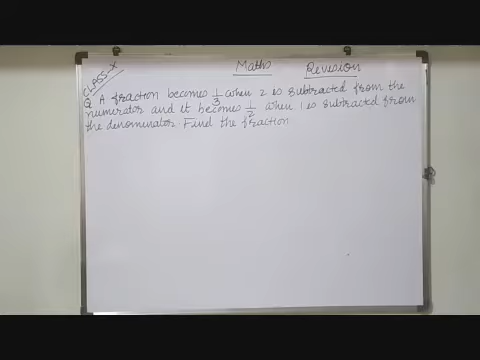 Maths Revision
CLASS-X
Q A fraction becomes 1/3 when 2 is subtracted from the
numerator and it becomes 1/2 when 1 is subtracted from
the denominator. Find the fraction